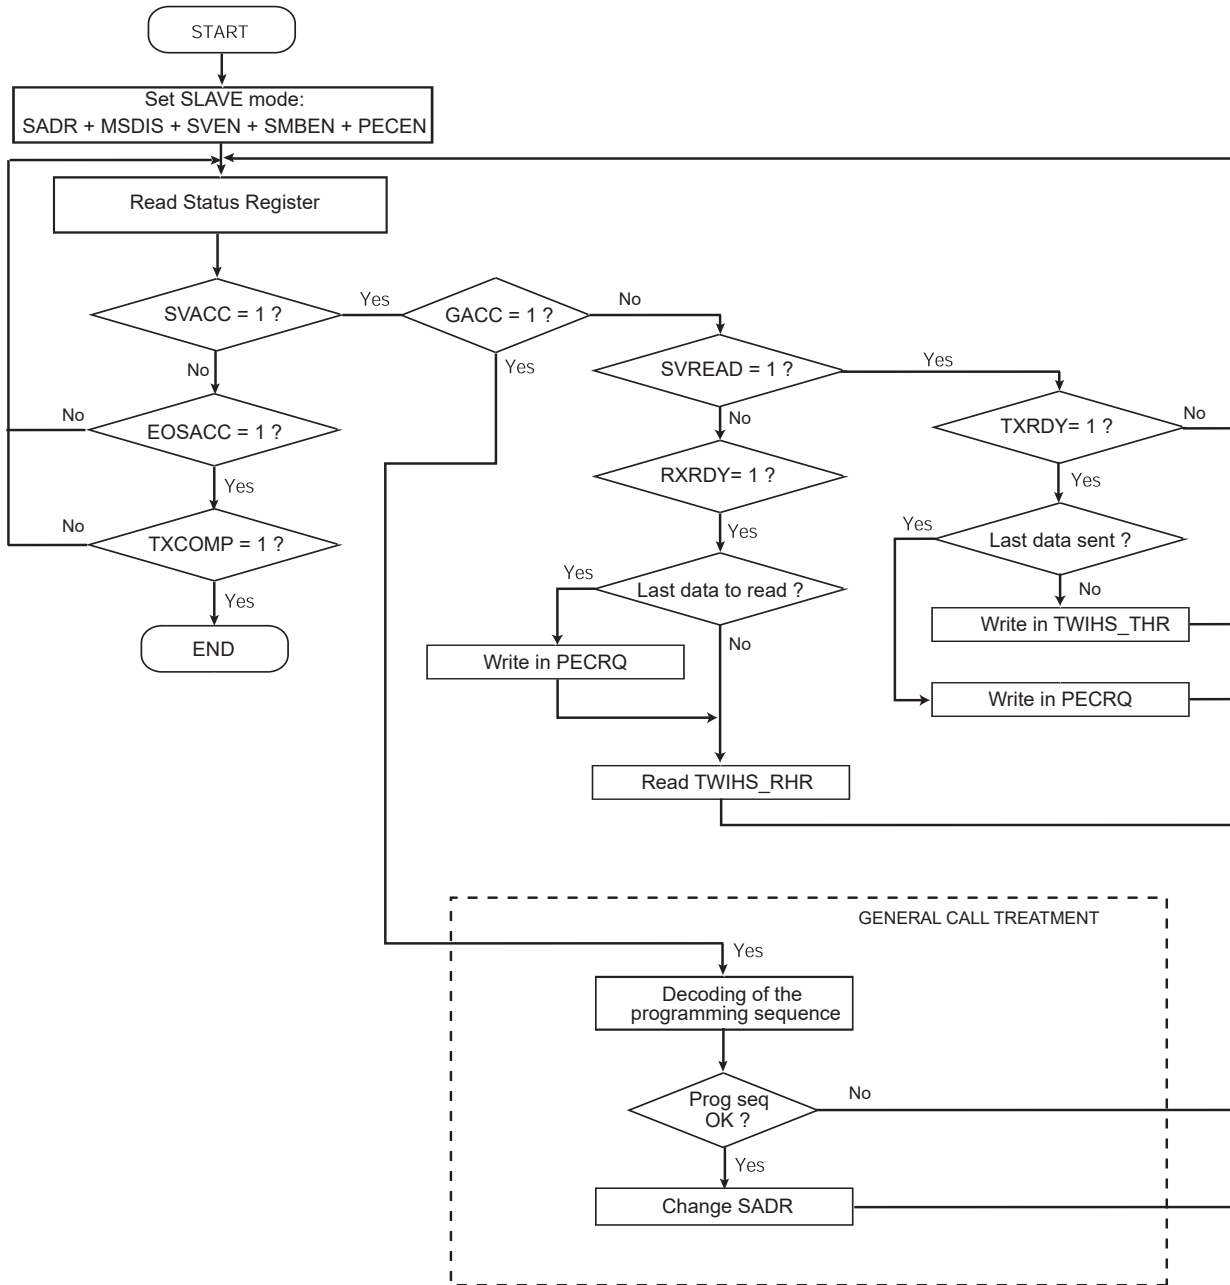 START
Set SLAVE mode:
SADR + MSDIS + SVEN + SMBEN + PECEN
Read Status Register
SVACC = 1 ?
Yes
GACC = 1 ?
No
No
Yes
SVREAD = 1 ?
Yes
No
EOSACC = 1 ?
No
TXRDY= 1 ?
No
Yes
RXRDY= 1 ?
Yes
No
TXCOMP = 1 ?
Yes
Yes
Last data sent ?
Yes
Last data to read ?
No
Yes
END
Write in TWIHS_THR
No
Write in PECRQ
Write in PECRQ
Read TWIHS_RHR
GENERAL CALL TREATMENT
Yes
Decoding of the
programming sequence
Prog seq
OK ?
No
Yes
Change SADR